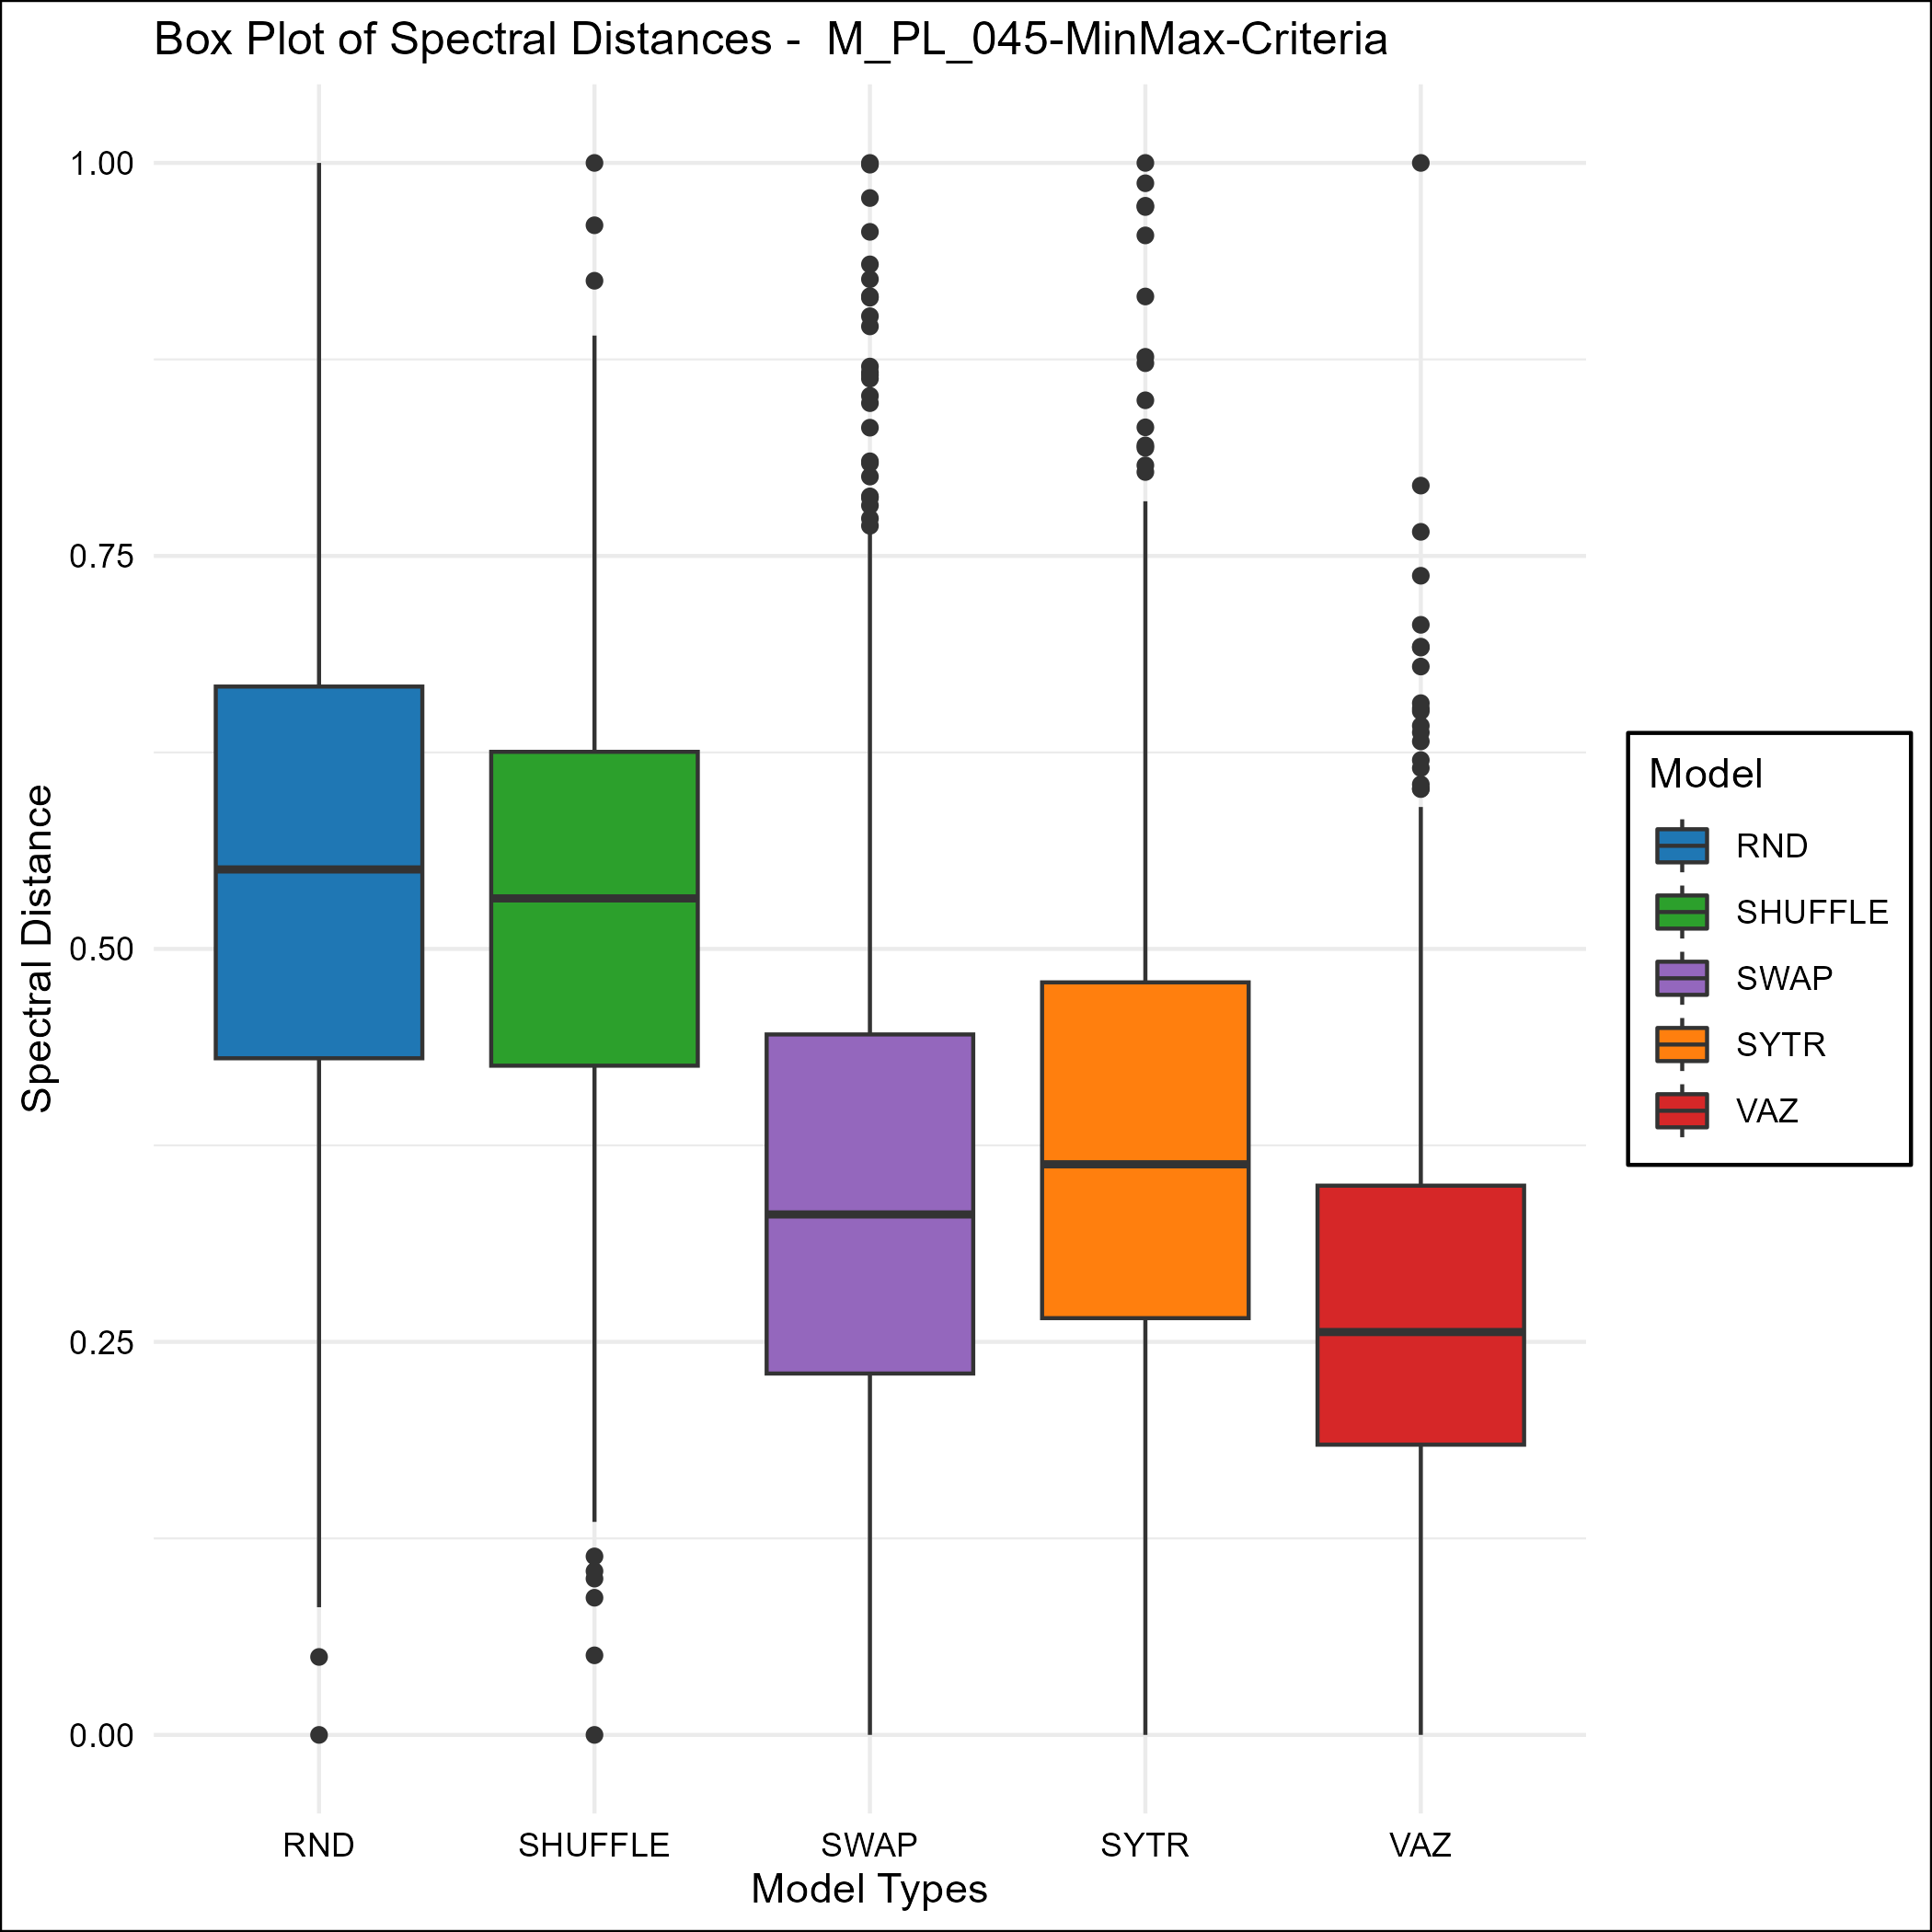 Box Plot of Spectral Distances -  M_PL_045-MinMax-Criteria
Spectral Distance
1.00
0.75
0.50
0.25
0.00
RND
SHUFFLE
SWAP
SYTR
VAZ
Model Types
Model
RND
SHUFFLE
SWAP
SYTR
VAZ